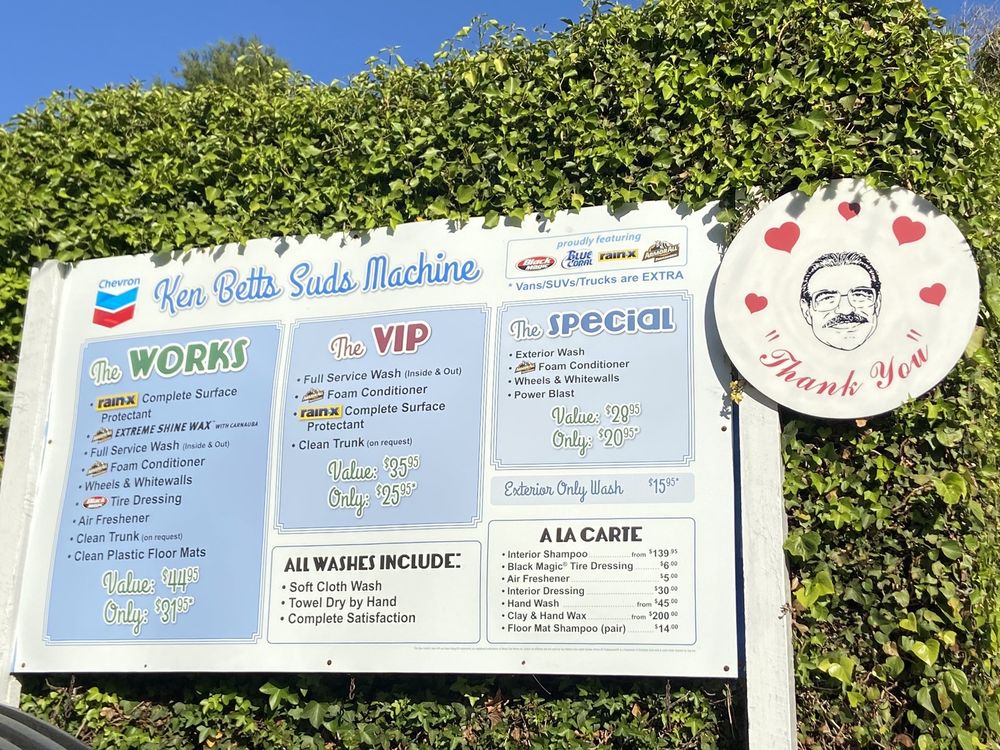 Chevron
Ken Betts Suds Machine
proudly featuring
Black Magic BLUE CORAL rain-x ARMOR ALL
* Vans/SUVs/Trucks are EXTRA
The WORKS
• rain-x Complete Surface
Protectant
• EXTREME SHINE WAX™ WITH CARNAUBA
• Full Service Wash (Inside & Out)
• Foam Conditioner
• Wheels & Whitewalls
• Black Magic Tire Dressing
• Air Freshener
• Clean Trunk (on request)
• Clean Plastic Floor Mats
Value: $44.95
Only: $31.95*
The VIP
• Full Service Wash (Inside & Out)
• Foam Conditioner
• rain-x Complete Surface
Protectant
• Clean Trunk (on request)
Value: $35.95
Only: $25.95*
The Special
• Exterior Wash
• Foam Conditioner
• Wheels & Whitewalls
• Power Blast
Value: $28.95
Only: $20.95*
Exterior Only Wash $15.95*
ALL WASHES INCLUDE:
• Soft Cloth Wash
• Towel Dry by Hand
• Complete Satisfaction
A LA CARTE
• Interior Shampoo from $139.95
• Black Magic® Tire Dressing $6.00
• Air Freshener $5.00
• Interior Dressing $30.00
• Hand Wash from $45.00
• Clay & Hand Wax from $200.00
• Floor Mat Shampoo (pair) $14.00
"Thank You"